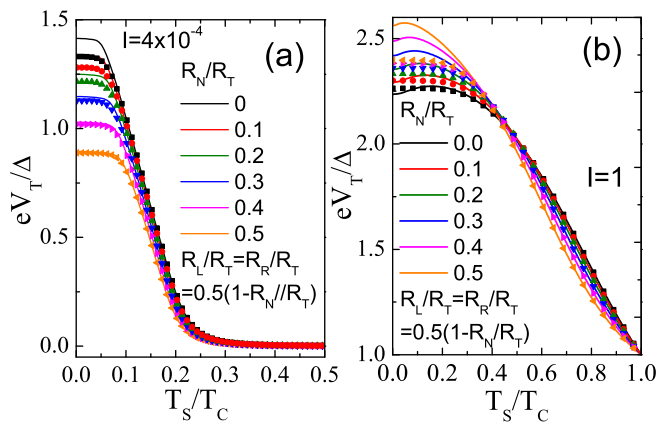 I=4x10⁻⁴
(a)
R_N/R_T
0
0.1
0.2
0.3
0.4
0.5
R_L/R_T=R_R/R_T
=0.5(1-R_N//R_T)
eV_T/Δ
1.5
1.0
0.5
0.0
0.0 0.1 0.2 0.3 0.4 0.5
T_S/T_C
(b)
R_N/R_T
0.0
0.1
0.2
0.3
0.4
0.5
I=1
R_L/R_T=R_R/R_T
=0.5(1-R_N/R_T)
eV_T/Δ
2.5
2.0
1.5
1.0
0.0 0.2 0.4 0.6 0.8 1.0
T_S/T_C